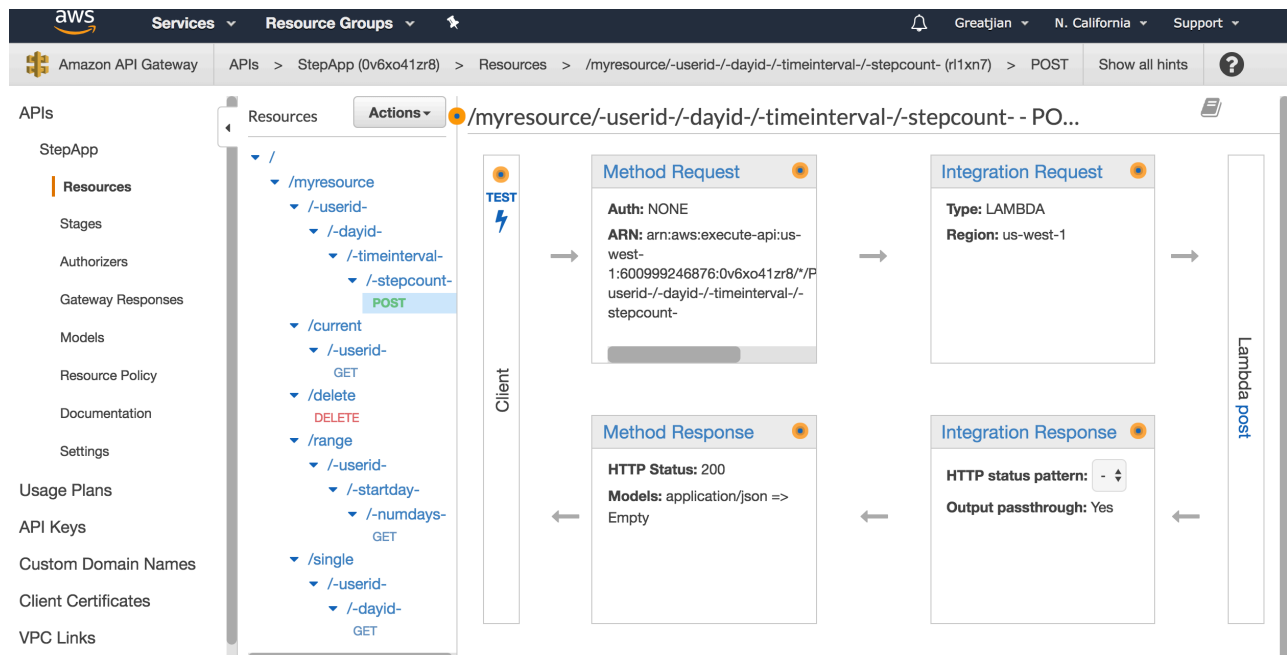 aws Services Resource Groups Greatjian N. California Support
Amazon API Gateway APIs > StepApp (0v6xo41zr8) > Resources > /myresource/-userid-/-dayid-/-timeinterval-/-stepcount- (rl1xn7) > POST Show all hints ?
APIs
StepApp
Resources
Stages
Authorizers
Gateway Responses
Models
Resource Policy
Documentation
Settings
Usage Plans
API Keys
Custom Domain Names
Client Certificates
VPC Links
Resources Actions
/
/myresource
/-userid-
/-dayid-
/-timeinterval-
/-stepcount-
POST
/current
/-userid-
GET
/delete
DELETE
/range
/-userid-
/-startday-
/-numdays-
GET
/single
/-userid-
/-dayid-
GET
/myresource/-userid-/-dayid-/-timeinterval-/-stepcount- - PO...
TEST
Client
Method Request
Auth: NONE
ARN: arn:aws:execute-api:us-
west-
1:600999246876:0v6xo41zr8/*/P
userid-/-dayid-/-timeinterval-/-
stepcount-
Integration Request
Type: LAMBDA
Region: us-west-1
Lambda post
Method Response
HTTP Status: 200
Models: application/json =>
Empty
Integration Response
HTTP status pattern: -
Output passthrough: Yes